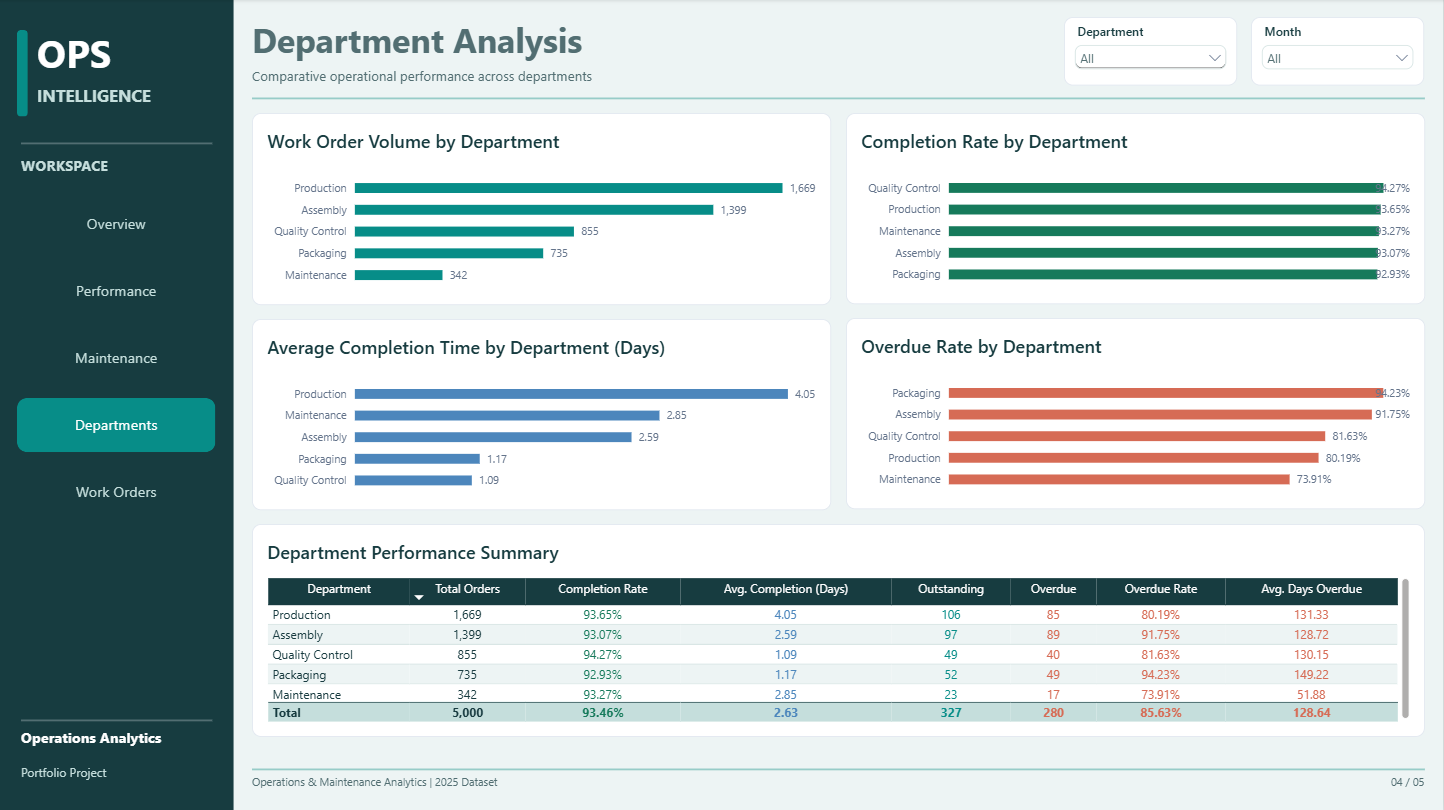 OPS
INTELLIGENCE
WORKSPACE
Overview
Performance
Maintenance
Departments
Work Orders
Operations Analytics
Portfolio Project
Department Analysis
Comparative operational performance across departments
Department
All
Month
All
Work Order Volume by Department
Production 1,669
Assembly 1,399
Quality Control 855
Packaging 735
Maintenance 342
Completion Rate by Department
Quality Control 94.27%
Production 93.65%
Maintenance 93.27%
Assembly 93.07%
Packaging 92.93%
Average Completion Time by Department (Days)
Production 4.05
Maintenance 2.85
Assembly 2.59
Packaging 1.17
Quality Control 1.09
Overdue Rate by Department
Packaging 94.23%
Assembly 91.75%
Quality Control 81.63%
Production 80.19%
Maintenance 73.91%
Department Performance Summary
Department Total Orders Completion Rate Avg. Completion (Days) Outstanding Overdue Overdue Rate Avg. Days Overdue
Production 1,669 93.65% 4.05 106 85 80.19% 131.33
Assembly 1,399 93.07% 2.59 97 89 91.75% 128.72
Quality Control 855 94.27% 1.09 49 40 81.63% 130.15
Packaging 735 92.93% 1.17 52 49 94.23% 149.22
Maintenance 342 93.27% 2.85 23 17 73.91% 51.88
Total 5,000 93.46% 2.63 327 280 85.63% 128.64
Operations & Maintenance Analytics | 2025 Dataset
04 / 05